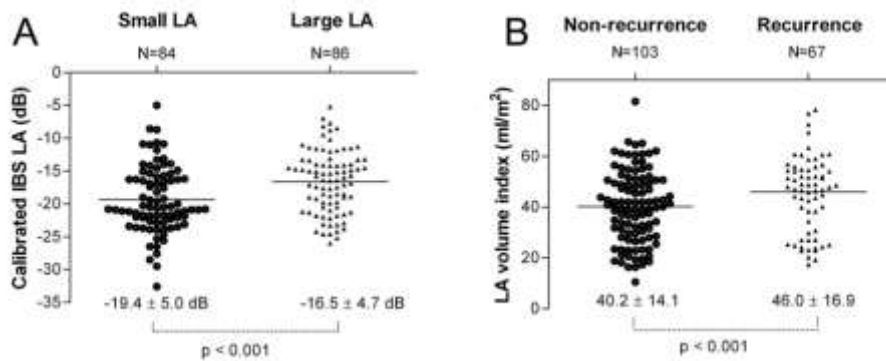 A
Small LA
Large LA
N=84
N=86
Calibrated IBS LA (dB)
0
-5
-10
-15
-20
-25
-30
-35
-19.4 ± 5.0 dB
-16.5 ± 4.7 dB
p < 0.001
B
Non-recurrence
Recurrence
N=103
N=67
LA volume index (ml/m²)
80
60
40
20
0
40.2 ± 14.1
46.0 ± 16.9
p < 0.001